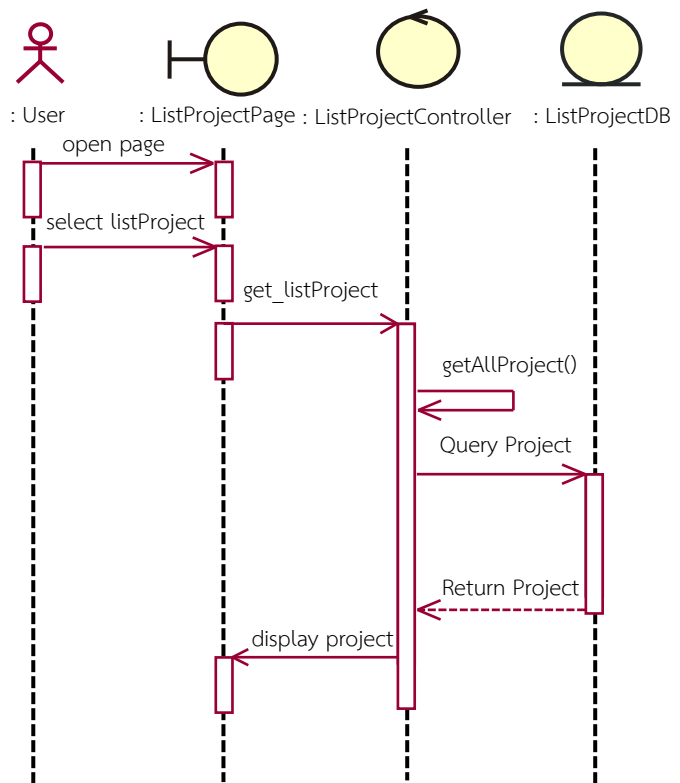 : User
: ListProjectPage
: ListProjectController
: ListProjectDB
open page
select listProject
get_listProject
getAllProject()
Query Project
Return Project
display project